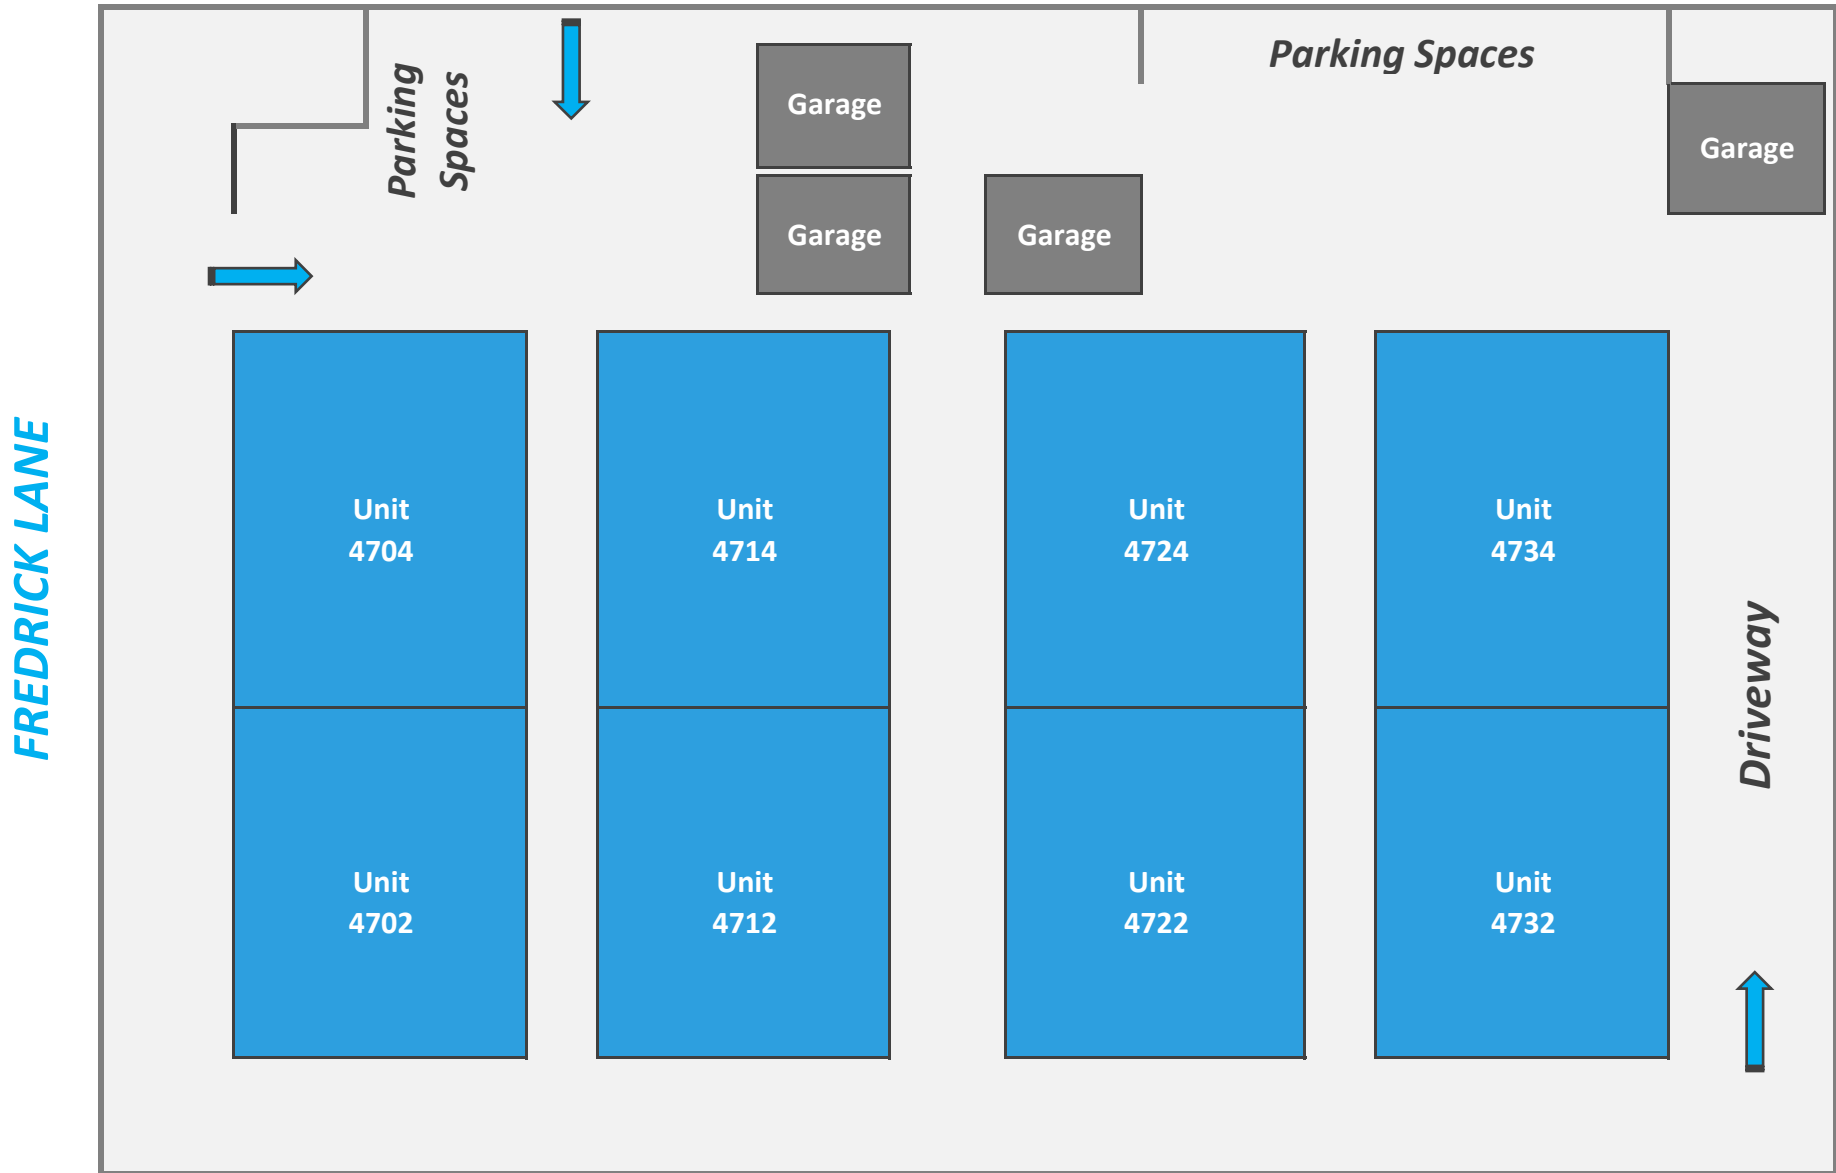 Parking
Spaces
Parking Spaces
Garage
Garage
Garage
Garage
FREDRICK LANE
Unit
4704
Unit
4714
Unit
4724
Unit
4734
Driveway
Unit
4702
Unit
4712
Unit
4722
Unit
4732